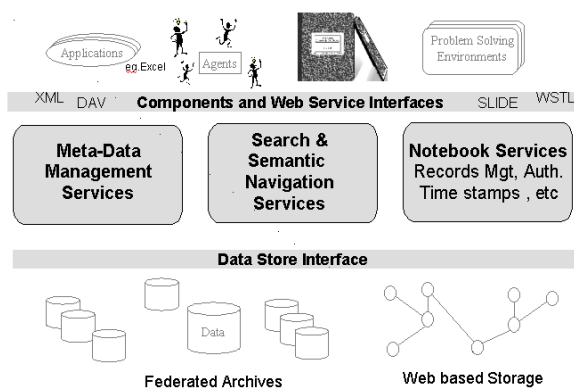 Applications
eg.Excel
Agents
Problem Solving
Environments
XML DAV Components and Web Service Interfaces SLIDE WSTL
Meta-Data
Management
Services
Search &
Semantic
Navigation
Services
Notebook Services
Records Mgt, Auth.
Time stamps , etc
Data Store Interface
Data
Federated Archives
Web based Storage